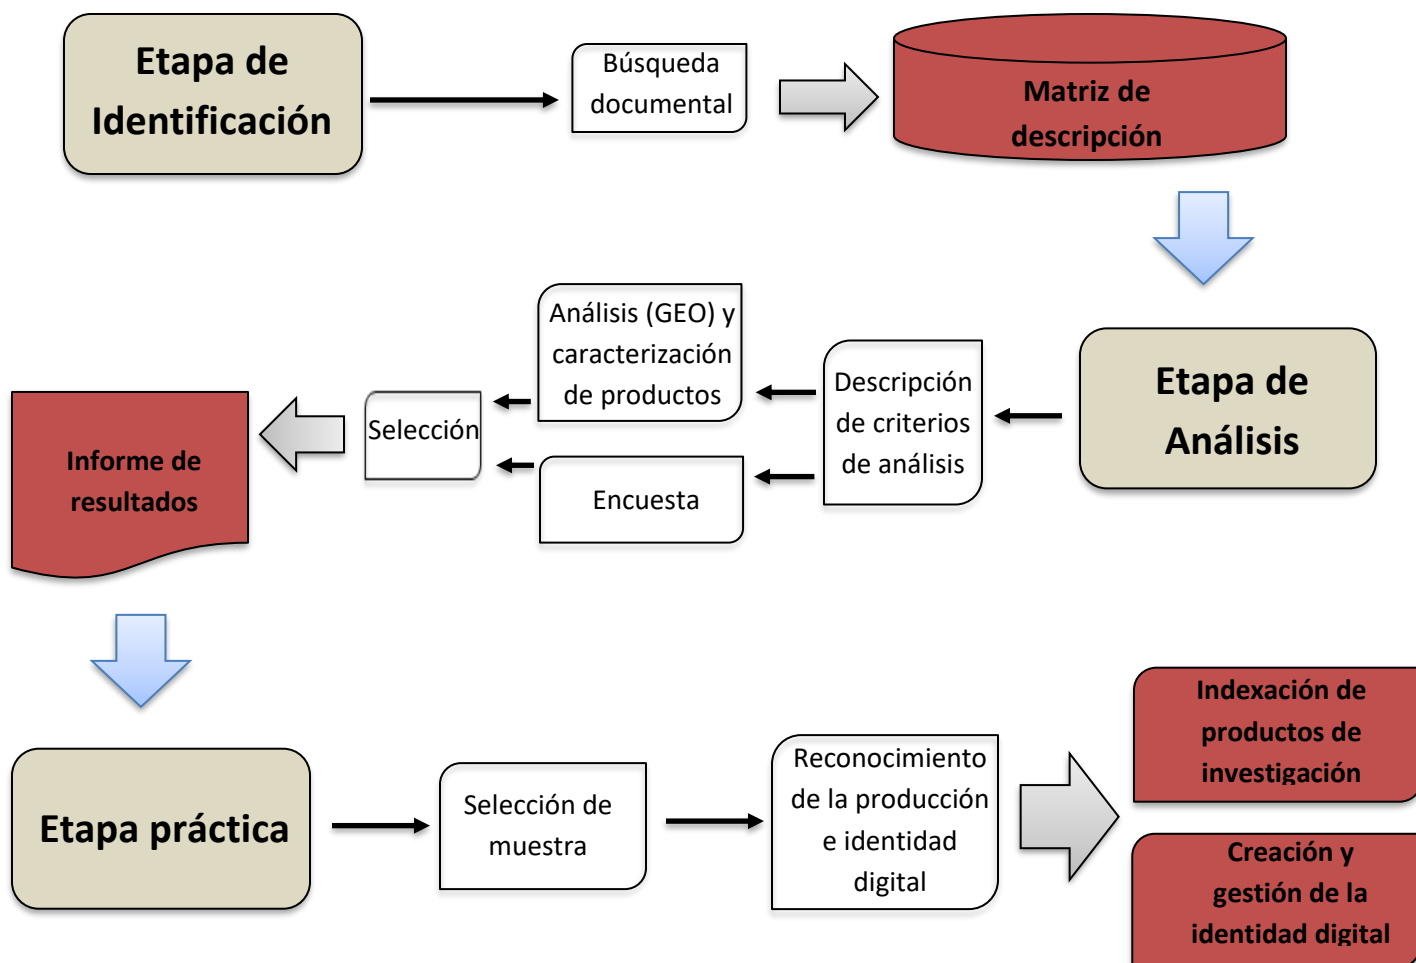 Etapa de
Identificación
Búsqueda
documental
Matriz de
descripción
Etapa de
Análisis
Descripción
de criterios
de análisis
Análisis (GEO) y
caracterización
de productos
Encuesta
Selección
Informe de
resultados
Etapa práctica
Selección de
muestra
Reconocimiento
de la producción
e identidad
digital
Indexación de
productos de
investigación
Creación y
gestión de la
identidad digital